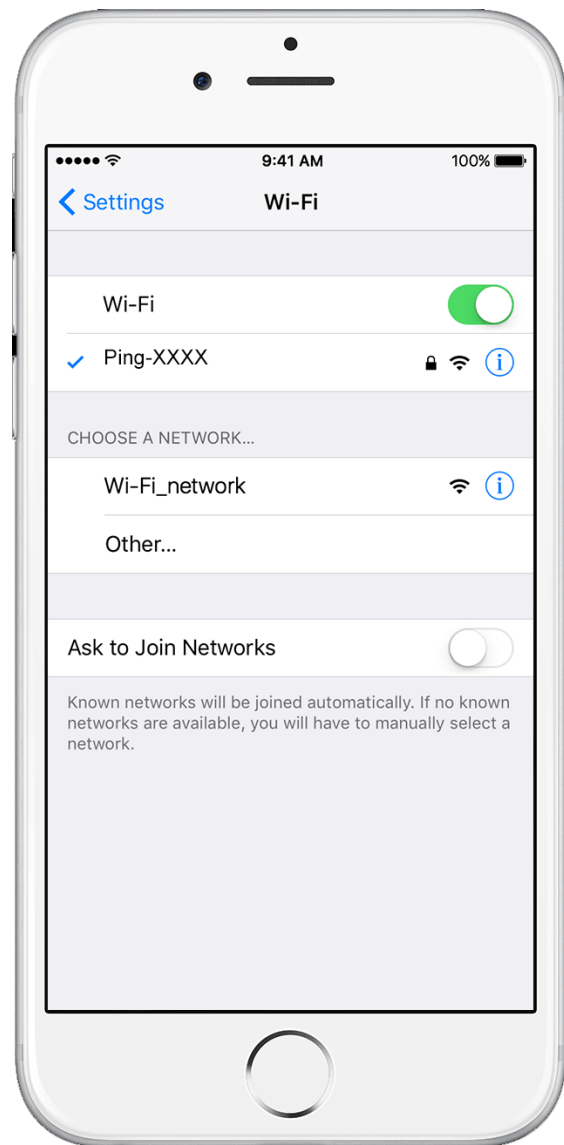 9:41 AM 100%
Settings Wi-Fi
Wi-Fi
Ping-XXXX
CHOOSE A NETWORK...
Wi-Fi_network
Other...
Ask to Join Networks
Known networks will be joined automatically. If no known
networks are available, you will have to manually select a
network.